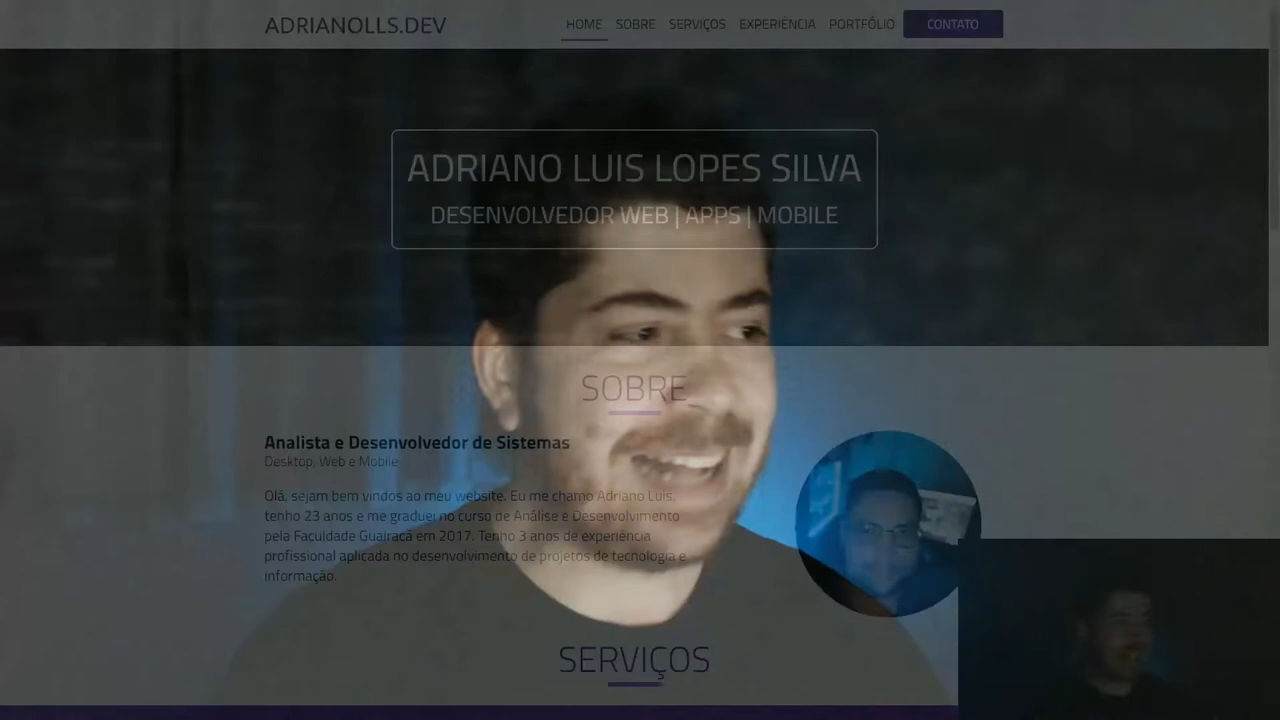 ADRIANOLLS.DEV
HOME SOBRE SERVIÇOS EXPERIÊNCIA PORTFÓLIO CONTATO
ADRIANO LUIS LOPES SILVA
DESENVOLVEDOR WEB | APPS | MOBILE
SOBRE
Analista e Desenvolvedor de Sistemas
Desktop, Web e Mobile
Olá, sejam bem vindos ao meu website. Eu me chamo Adriano Luis,
tenho 23 anos e me graduei no curso de Análise e Desenvolvimento
pela Faculdade Guairacá em 2017. Tenho 3 anos de experiência
profissional aplicada no desenvolvimento de projetos de tecnologia e
informação.
SERVIÇOS